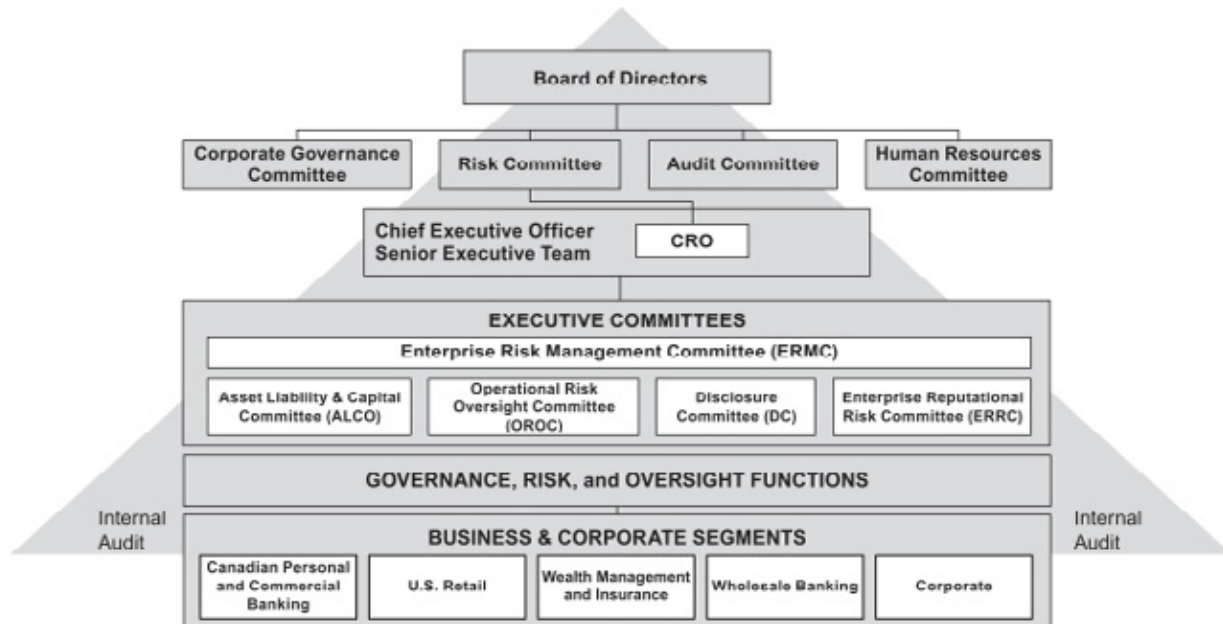 Board of Directors
Corporate Governance
Committee
Risk Committee
Audit Committee
Human Resources
Committee
Chief Executive Officer
Senior Executive Team
CRO
EXECUTIVE COMMITTEES
Enterprise Risk Management Committee (ERMC)
Asset Liability & Capital
Committee (ALCO)
Operational Risk
Oversight Committee
(OROC)
Disclosure
Committee (DC)
Enterprise Reputational
Risk Committee (ERRC)
GOVERNANCE, RISK, and OVERSIGHT FUNCTIONS
Internal
Audit
Internal
Audit
BUSINESS & CORPORATE SEGMENTS
Canadian Personal
and Commercial
Banking
U.S. Retail
Wealth Management
and Insurance
Wholesale Banking
Corporate